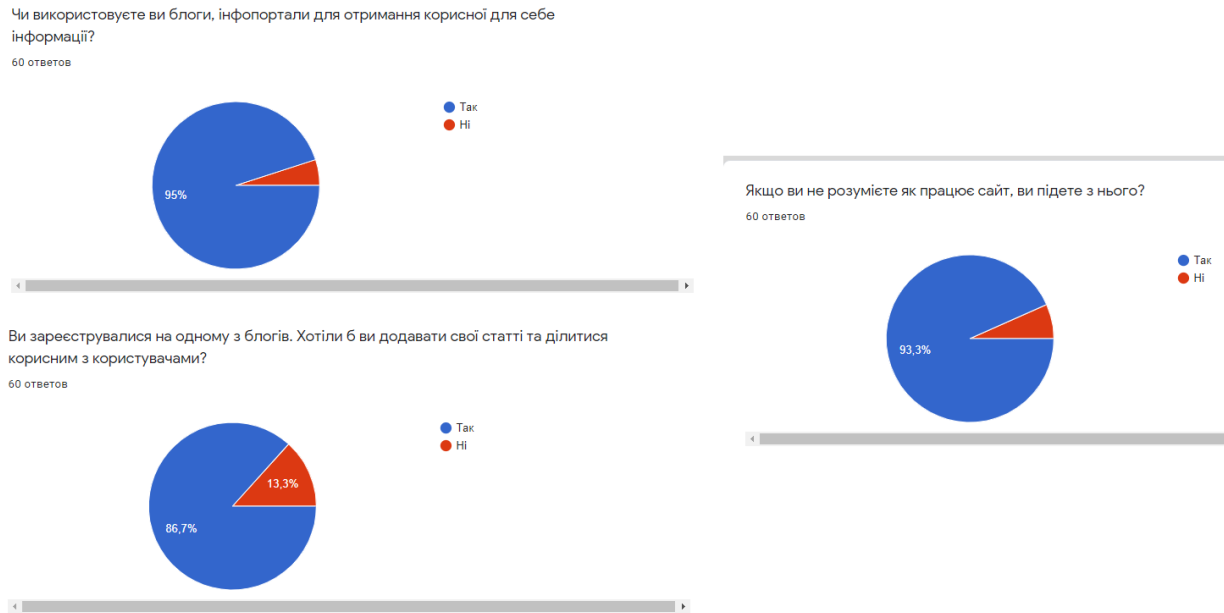 Чи використовуєте ви блоги, інфопортали для отримання корисної для себе
інформації?
60 ответов
Так
Ні
95%
Ви зареєструвалися на одному з блогів. Хотіли б ви додавати свої статті та ділитися
корисним з користувачами?
60 ответов
Так
Ні
13,3%
86,7%
Якщо ви не розумієте як працює сайт, ви підете з нього?
60 ответов
Так
Ні
93,3%